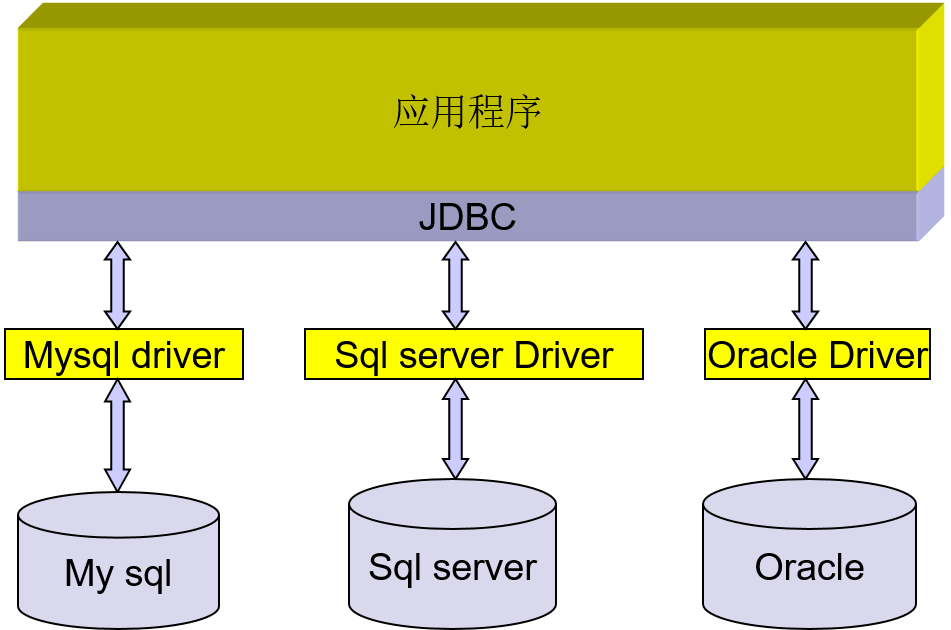 应用程序
JDBC
Mysql driver
Sql server Driver
Oracle Driver
My sql
Sql server
Oracle